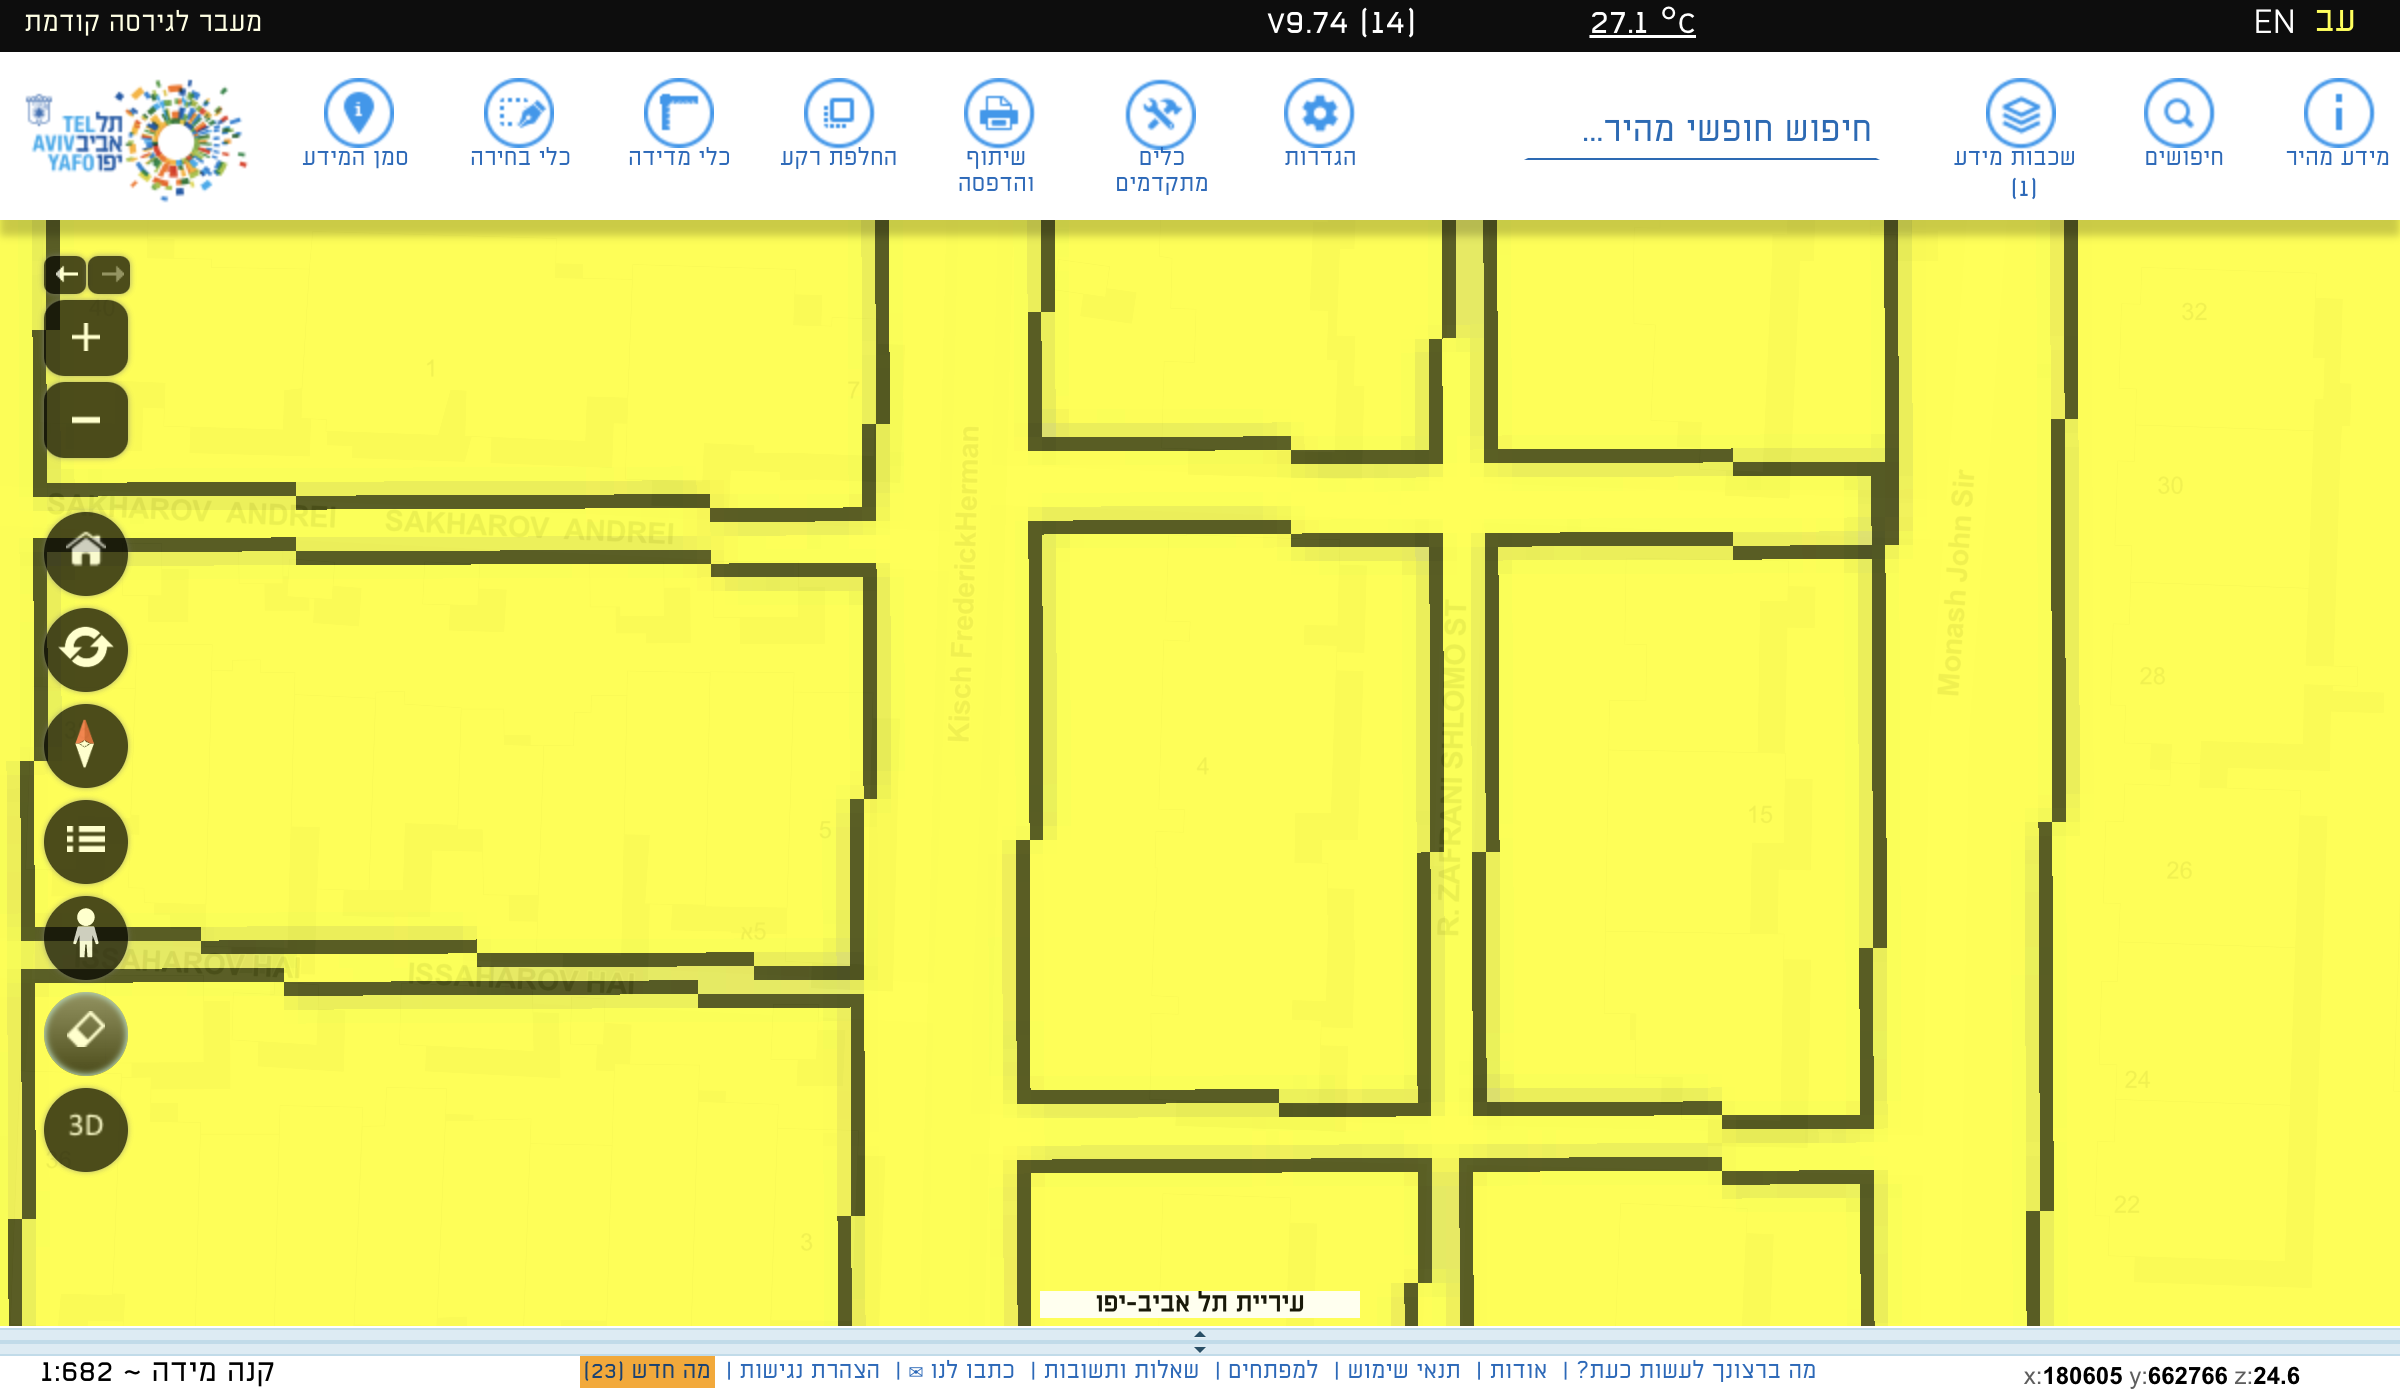 מעבר לגירסה קודמת
V9.74 (14)
27.1 °C
EN עב
TEL AVIV YAFO
תל אביב יפו
סמן המידע
כלי בחירה
כלי מדידה
החלפת רקע
שיתוף והדפסה
כלים מתקדמים
הגדרות
חיפוש חופשי מהיר...
שכבות מידע (1)
חיפושים
מידע מהיר
1
7
32
30
28
26
24
22
SAKHAROV ANDREI
SAKHAROV ANDREI
Kisch FrederickHerman
R. ZAFRANI SHLOMO ST
Monash John Sir
4
15
5
5א
ISSAHAROV HAI
ISSAHAROV HAI
3
3D
עיריית תל אביב-יפו
קנה מידה ~ 1:682
מה ברצונך לעשות כעת? | אודות | תנאי שימוש | למפתחים | שאלות ותשובות | כתבו לנו ✉ | הצהרת נגישות | מה חדש (23)
x:180605 y:662766 z:24.6